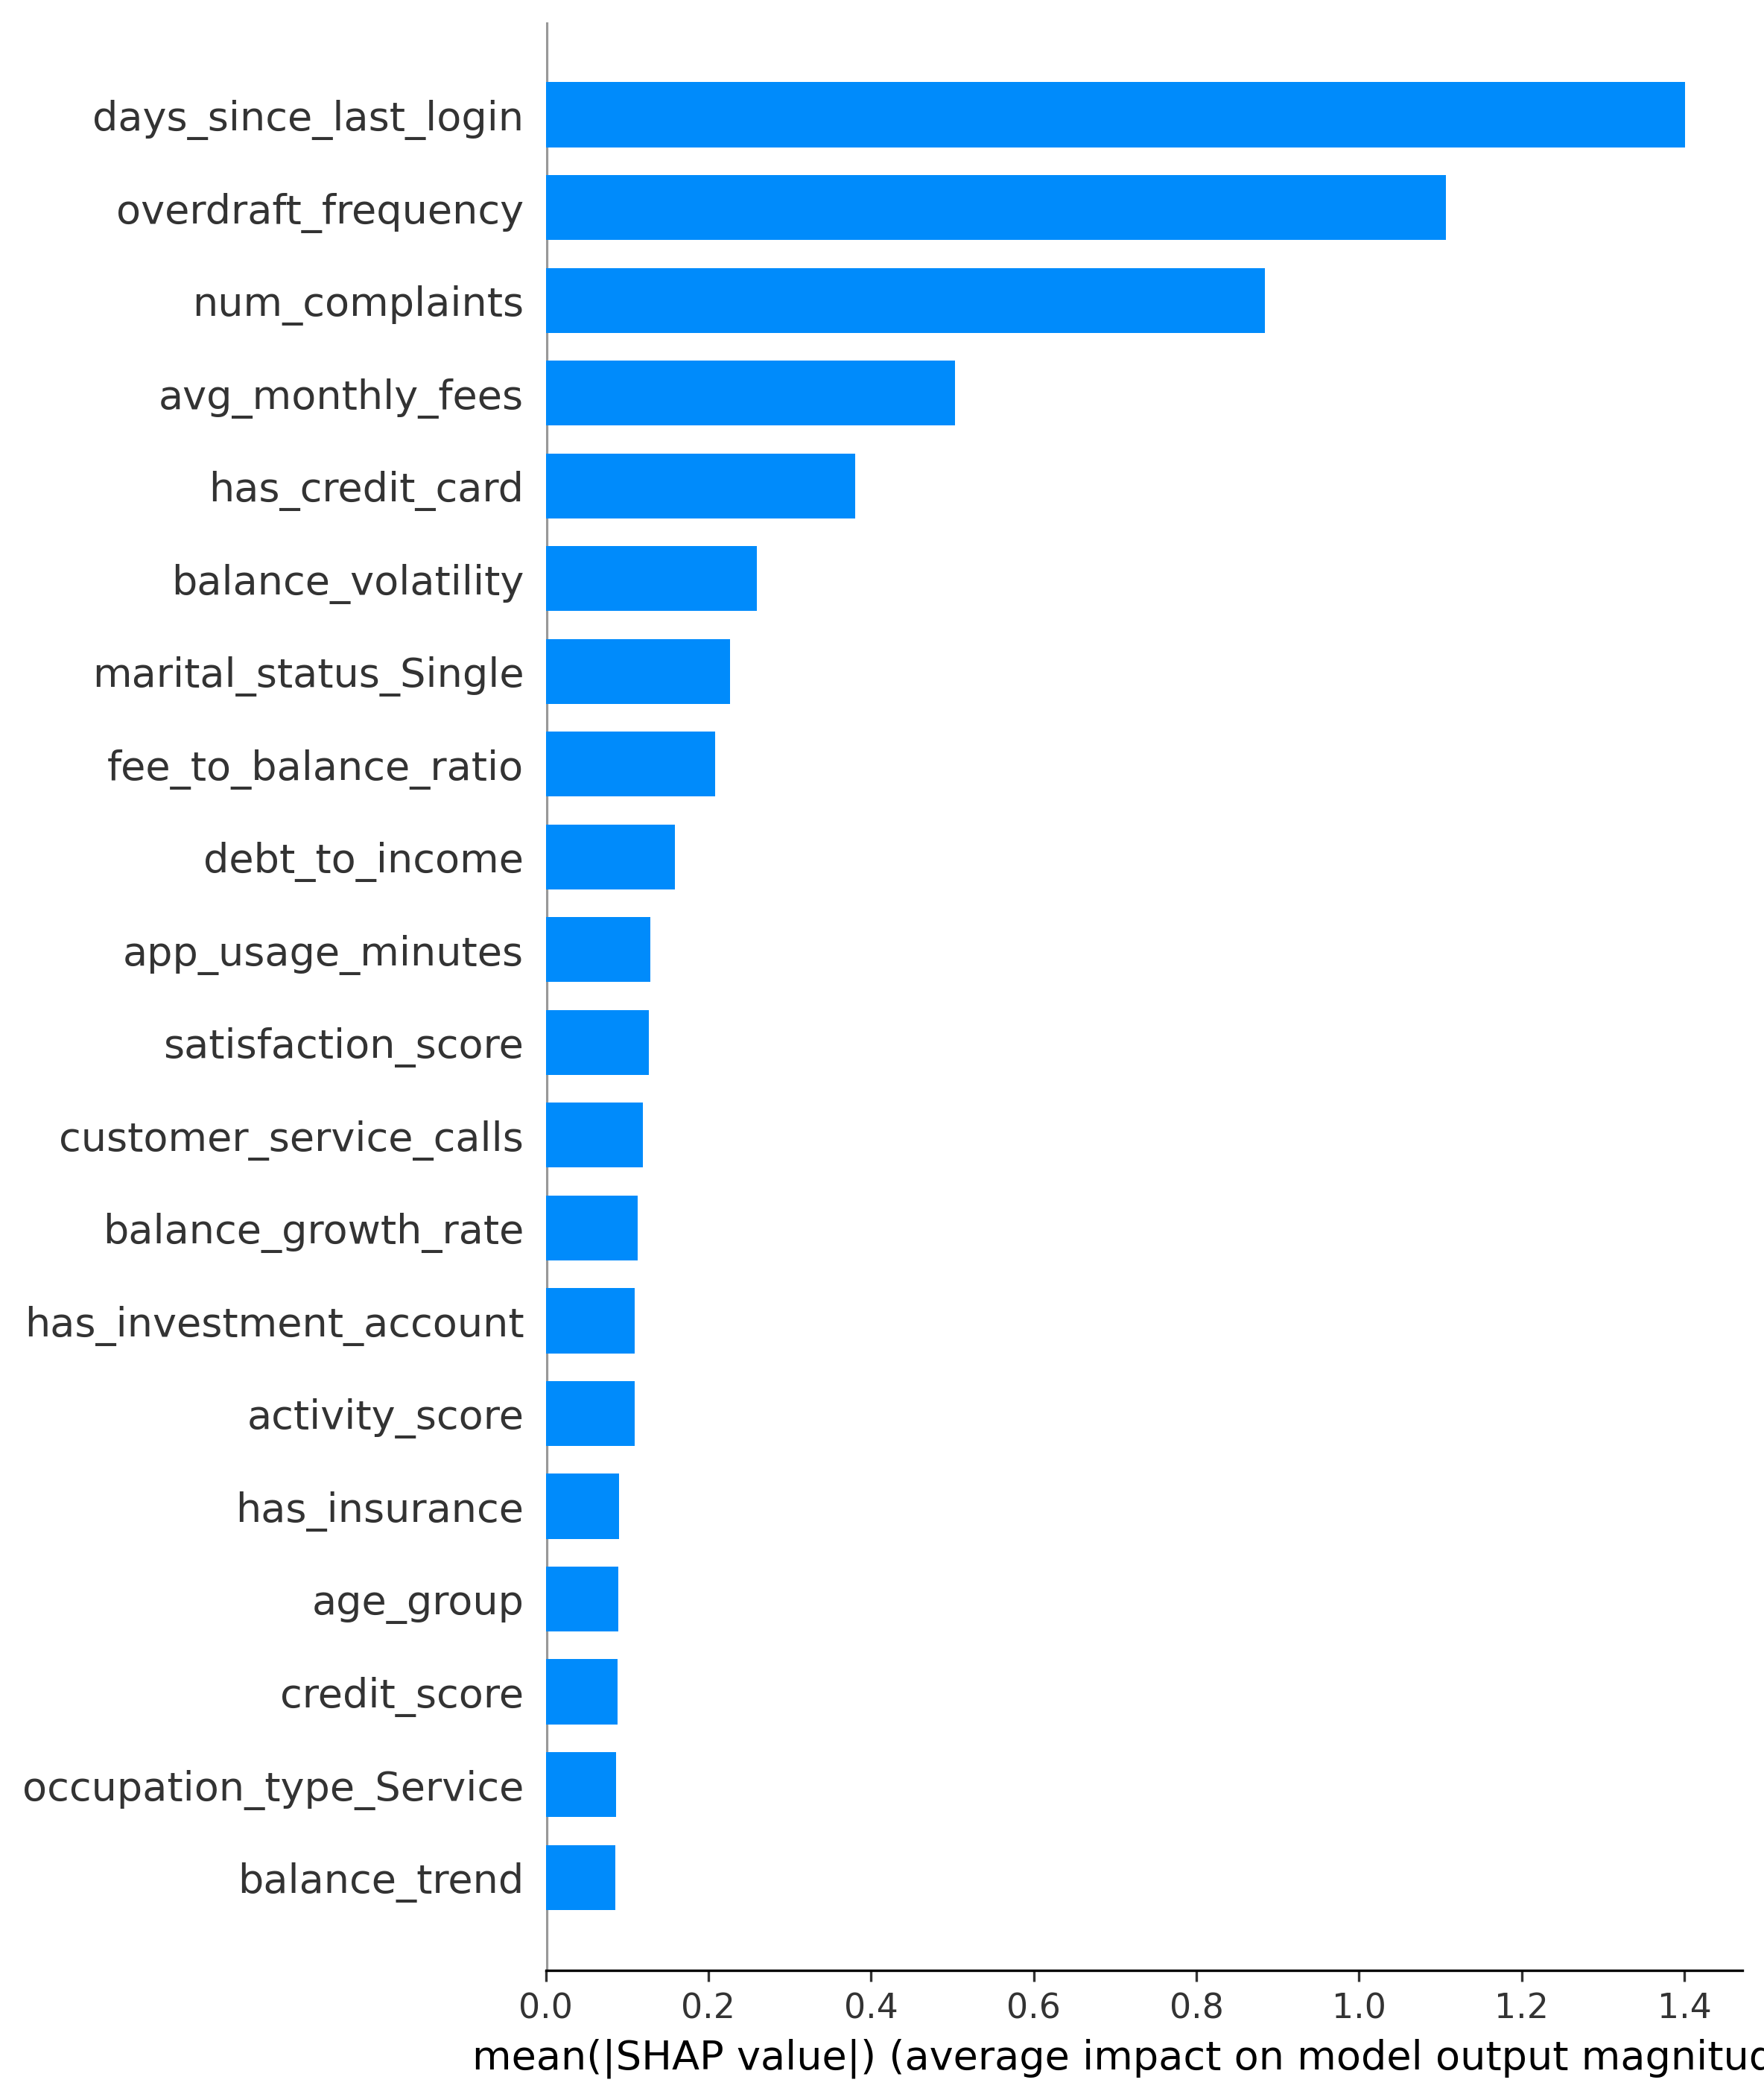 days_since_last_login
overdraft_frequency
num_complaints
avg_monthly_fees
has_credit_card
balance_volatility
marital_status_Single
fee_to_balance_ratio
debt_to_income
app_usage_minutes
satisfaction_score
customer_service_calls
balance_growth_rate
has_investment_account
activity_score
has_insurance
age_group
credit_score
occupation_type_Service
balance_trend
0.0 0.2 0.4 0.6 0.8 1.0 1.2 1.4
mean(|SHAP value|) (average impact on model output